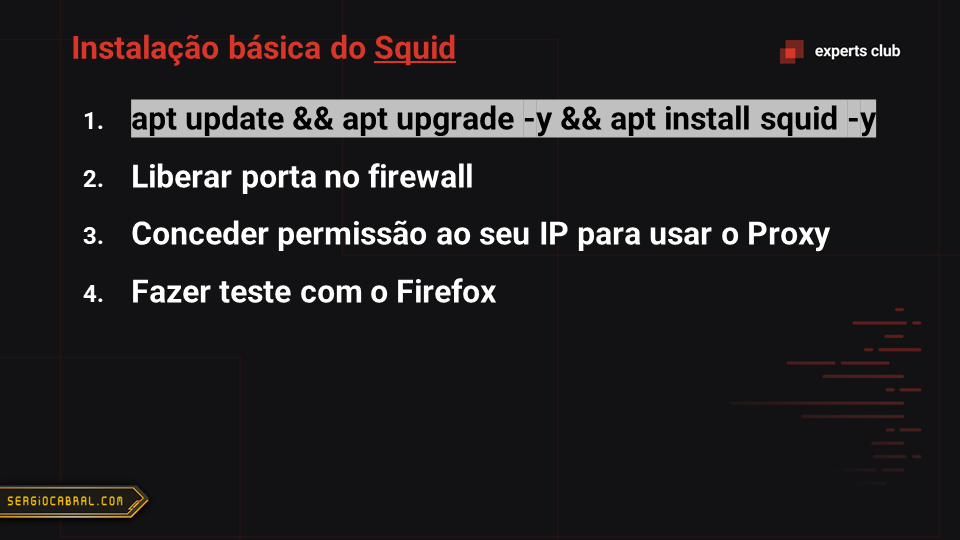 Instalação básica do Squid
experts club
1. apt update && apt upgrade -y && apt install squid -y
2. Liberar porta no firewall
3. Conceder permissão ao seu IP para usar o Proxy
4. Fazer teste com o Firefox
SERGIOCABRAL.COM